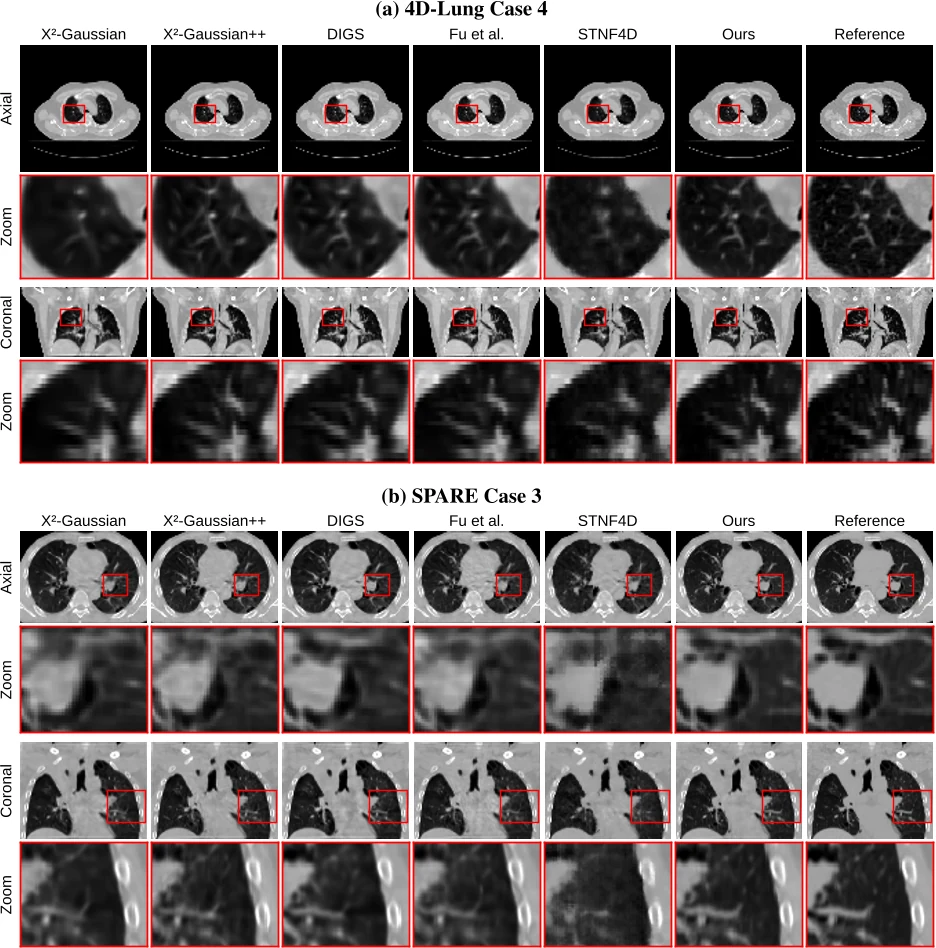 (a) 4D-Lung Case 4
X²-Gaussian X²-Gaussian++ DIGS Fu et al. STNF4D Ours Reference
Axial
Zoom
Coronal
Zoom
(b) SPARE Case 3
X²-Gaussian X²-Gaussian++ DIGS Fu et al. STNF4D Ours Reference
Axial
Zoom
Coronal
Zoom